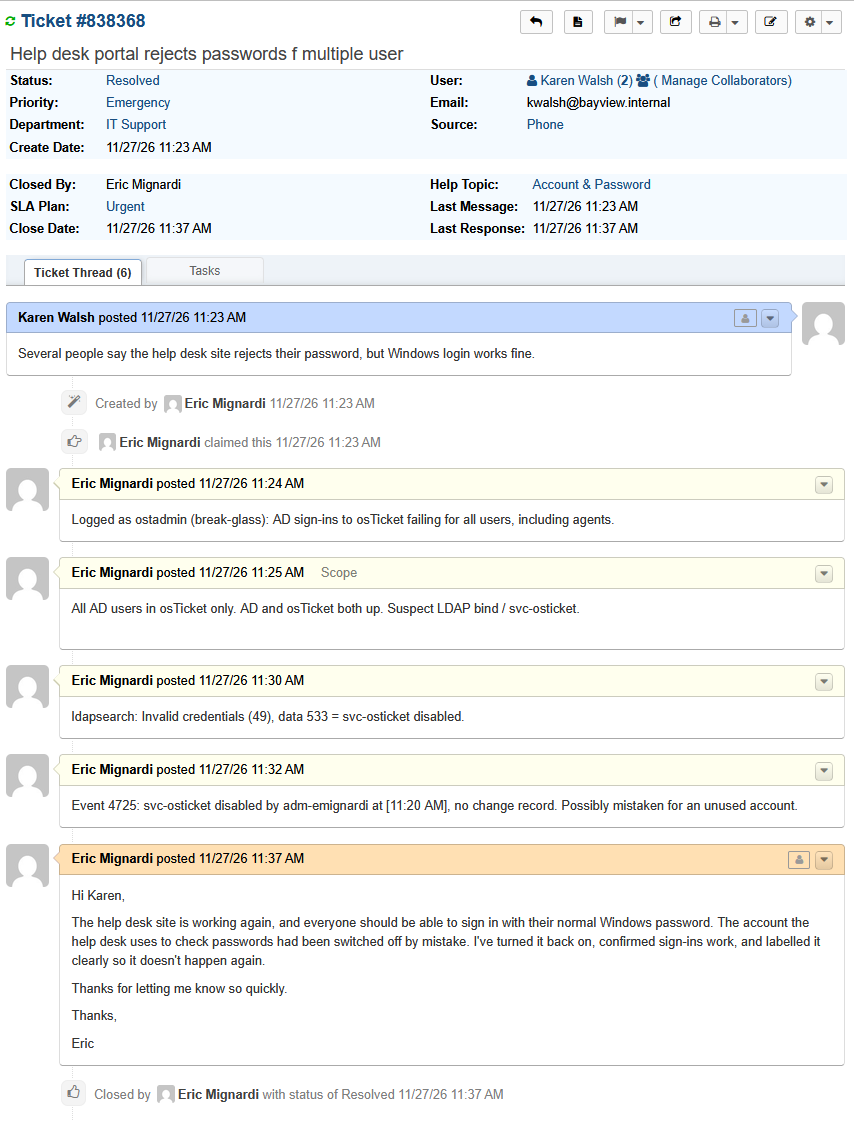 Ticket #838368
Help desk portal rejects passwords f multiple user
Status: Resolved
Priority: Emergency
Department: IT Support
Create Date: 11/27/26 11:23 AM
User: Karen Walsh (2) ( Manage Collaborators)
Email: kwalsh@bayview.internal
Source: Phone
Closed By: Eric Mignardi
SLA Plan: Urgent
Close Date: 11/27/26 11:37 AM
Help Topic: Account & Password
Last Message: 11/27/26 11:23 AM
Last Response: 11/27/26 11:37 AM
Ticket Thread (6)
Tasks
Karen Walsh posted 11/27/26 11:23 AM
Several people say the help desk site rejects their password, but Windows login works fine.
Created by Eric Mignardi 11/27/26 11:23 AM
Eric Mignardi claimed this 11/27/26 11:23 AM
Eric Mignardi posted 11/27/26 11:24 AM
Logged as ostadmin (break-glass): AD sign-ins to osTicket failing for all users, including agents.
Eric Mignardi posted 11/27/26 11:25 AM Scope
All AD users in osTicket only. AD and osTicket both up. Suspect LDAP bind / svc-osticket.
Eric Mignardi posted 11/27/26 11:30 AM
ldapsearch: Invalid credentials (49), data 533 = svc-osticket disabled.
Eric Mignardi posted 11/27/26 11:32 AM
Event 4725: svc-osticket disabled by adm-emignardi at [11:20 AM], no change record. Possibly mistaken for an unused account.
Eric Mignardi posted 11/27/26 11:37 AM
Hi Karen,
The help desk site is working again, and everyone should be able to sign in with their normal Windows password. The account the
help desk uses to check passwords had been switched off by mistake. I've turned it back on, confirmed sign-ins work, and labelled it
clearly so it doesn't happen again.
Thanks for letting me know so quickly.
Thanks,
Eric
Closed by Eric Mignardi with status of Resolved 11/27/26 11:37 AM